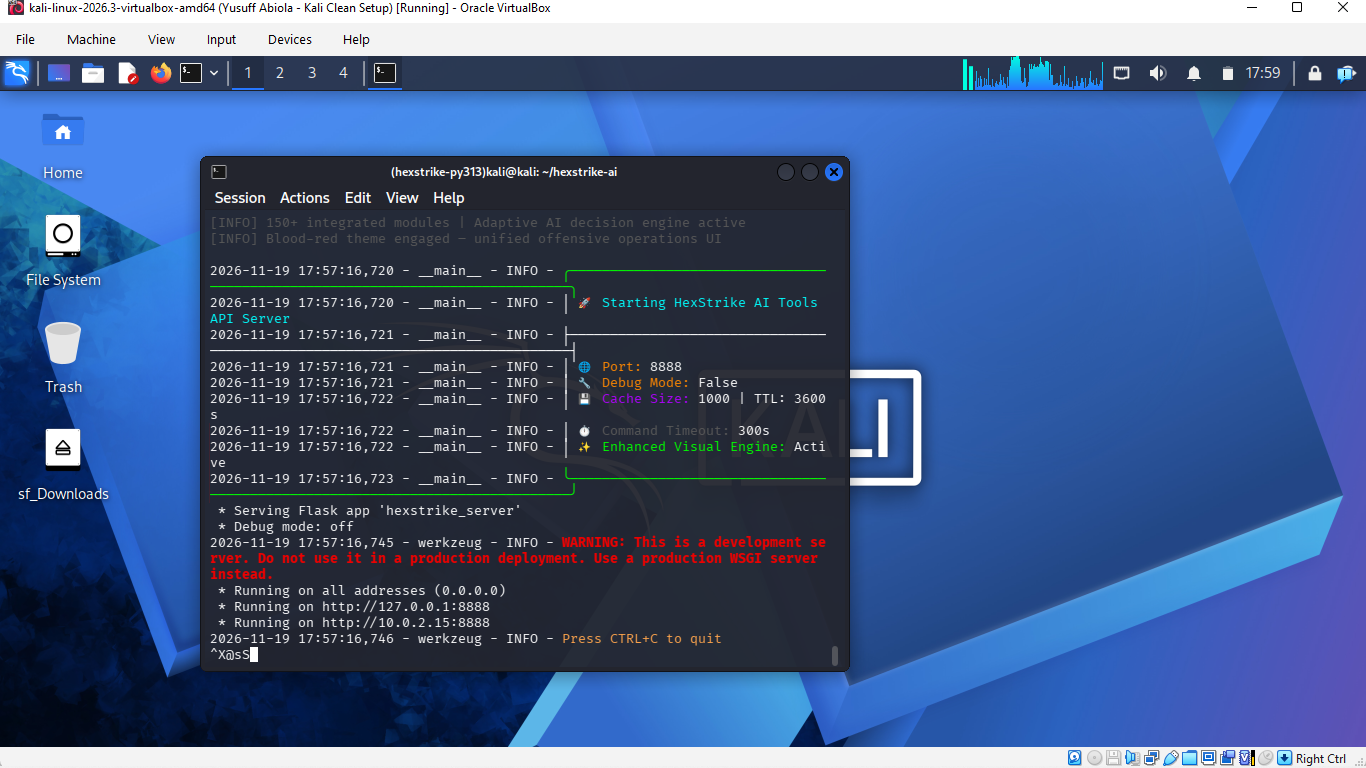 kali-linux-2026.3-virtualbox-amd64 (Yusuff Abiola - Kali Clean Setup) [Running] - Oracle VirtualBox
File Machine View Input Devices Help
1 2 3 4 17:59
Home
File System
Trash
sf_Downloads
(hexstrike-py313)kali@kali: ~/hexstrike-ai
Session Actions Edit View Help
[INFO] 150+ integrated modules | Adaptive AI decision engine active
[INFO] Blood-red theme engaged — unified offensive operations UI
2026-11-19 17:57:16,720 - __main__ - INFO -
2026-11-19 17:57:16,720 - __main__ - INFO - 🚀 Starting HexStrike AI Tools
API Server
2026-11-19 17:57:16,721 - __main__ - INFO -
2026-11-19 17:57:16,721 - __main__ - INFO - 🌐 Port: 8888
2026-11-19 17:57:16,721 - __main__ - INFO - 🔧 Debug Mode: False
2026-11-19 17:57:16,722 - __main__ - INFO - 💾 Cache Size: 1000 | TTL: 3600
s
2026-11-19 17:57:16,722 - __main__ - INFO - ⏱️ Command Timeout: 300s
2026-11-19 17:57:16,722 - __main__ - INFO - ✨ Enhanced Visual Engine: Acti
ve
2026-11-19 17:57:16,723 - __main__ - INFO -
* Serving Flask app 'hexstrike_server'
* Debug mode: off
2026-11-19 17:57:16,745 - werkzeug - INFO - WARNING: This is a development se
rver. Do not use it in a production deployment. Use a production WSGI server
instead.
* Running on all addresses (0.0.0.0)
* Running on http://127.0.0.1:8888
* Running on http://10.0.2.15:8888
2026-11-19 17:57:16,746 - werkzeug - INFO - Press CTRL+C to quit
^X@sS
KALI
Right Ctrl